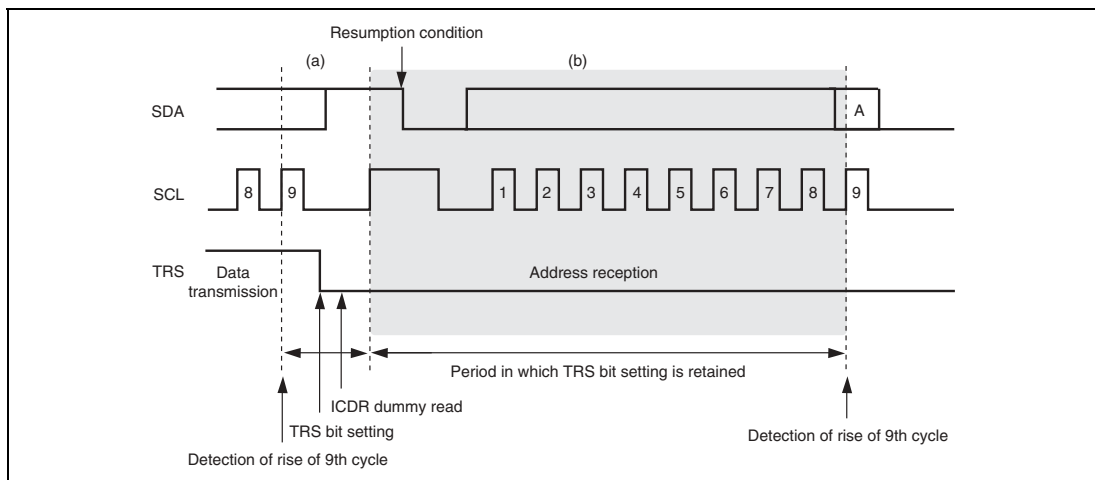 Resumption condition
(a)
(b)
SDA
A
SCL
8
9
1
2
3
4
5
6
7
8
9
TRS
Data
transmission
Address reception
Period in which TRS bit setting is retained
ICDR dummy read
TRS bit setting
Detection of rise of 9th cycle
Detection of rise of 9th cycle